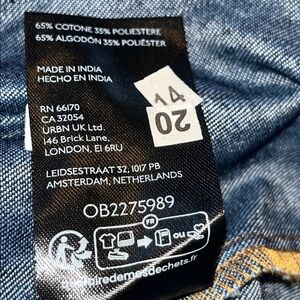 65% COTONE 35% POLIESTERE
65% ALGODÓN 35% POLIÉSTER
MADE IN INDIA
HECHO EN INDIA
14
20
RN 66170
CA 32054
URBN UK Ltd.
146 Brick Lane,
LONDON, E1 6RU
LEIDSESTRAAT 32, 1017 PB
AMSTERDAM, NETHERLANDS
OB2275989
FR
OU
airedemesdechets.fr